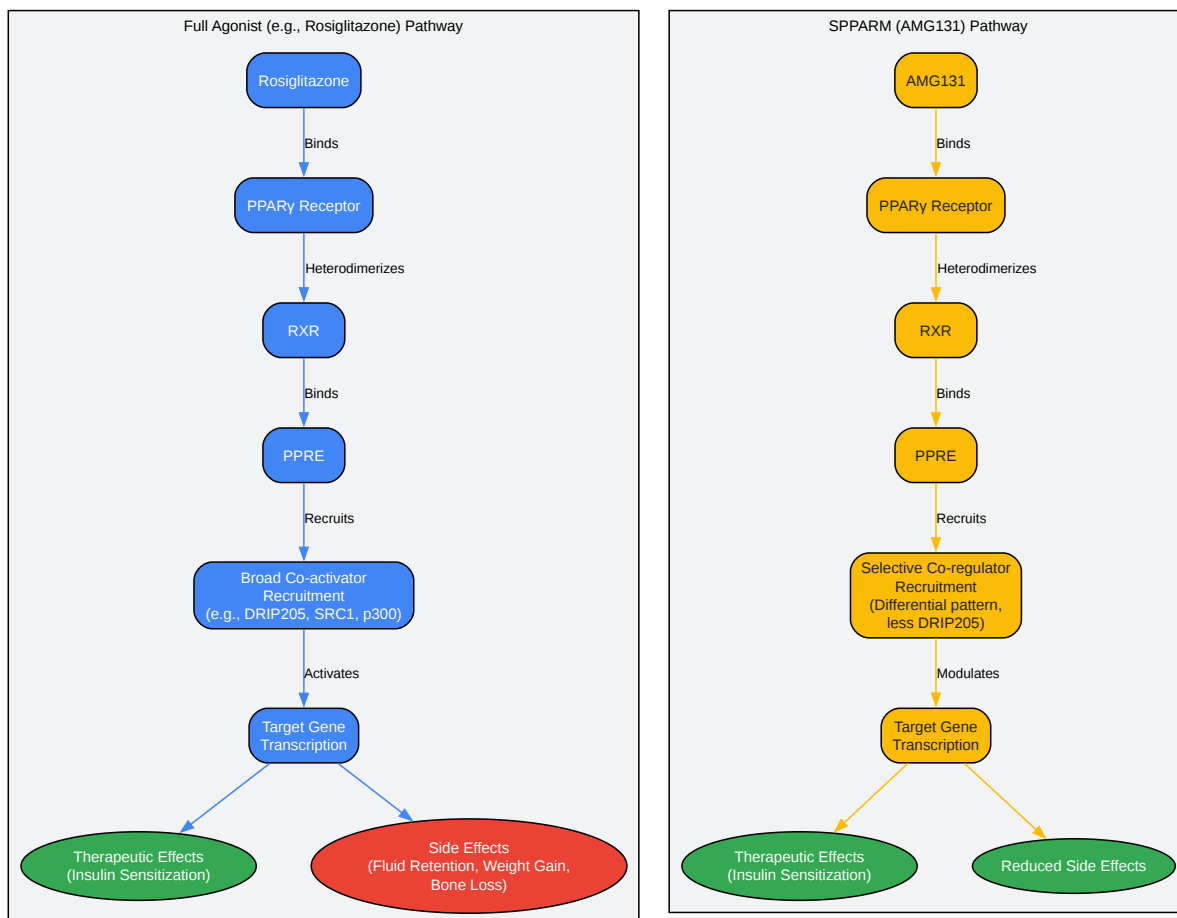 Full Agonist (e.g., Rosiglitazone) Pathway
Rosiglitazone
Binds
PPARγ Receptor
Heterodimerizes
RXR
Binds
PPRE
Recruits
Broad Co-activator
Recruitment
(e.g., DRIP205, SRC1, p300)
Activates
Target Gene
Transcription
Therapeutic Effects
(Insulin Sensitization)
Side Effects
(Fluid Retention, Weight Gain,
Bone Loss)
SPPARM (AMG131) Pathway
AMG131
Binds
PPARγ Receptor
Heterodimerizes
RXR
Binds
PPRE
Recruits
Selective Co-regulator
Recruitment
(Differential pattern,
less DRIP205)
Modulates
Target Gene
Transcription
Therapeutic Effects
(Insulin Sensitization)
Reduced Side Effects